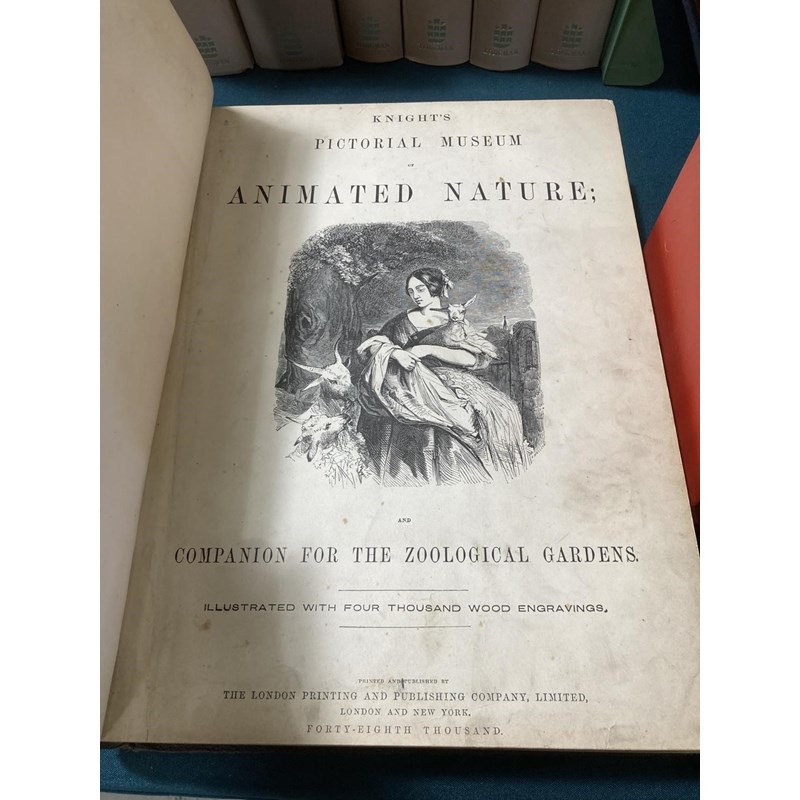 KNIGHT'S
PICTORIAL MUSEUM
OF
ANIMATED NATURE;
AND
COMPANION FOR THE ZOOLOGICAL GARDENS.
ILLUSTRATED WITH FOUR THOUSAND WOOD ENGRAVINGS.
PRINTED AND PUBLISHED BY
THE LONDON PRINTING AND PUBLISHING COMPANY, LIMITED,
LONDON AND NEW YORK.
FORTY-EIGHTH THOUSAND.